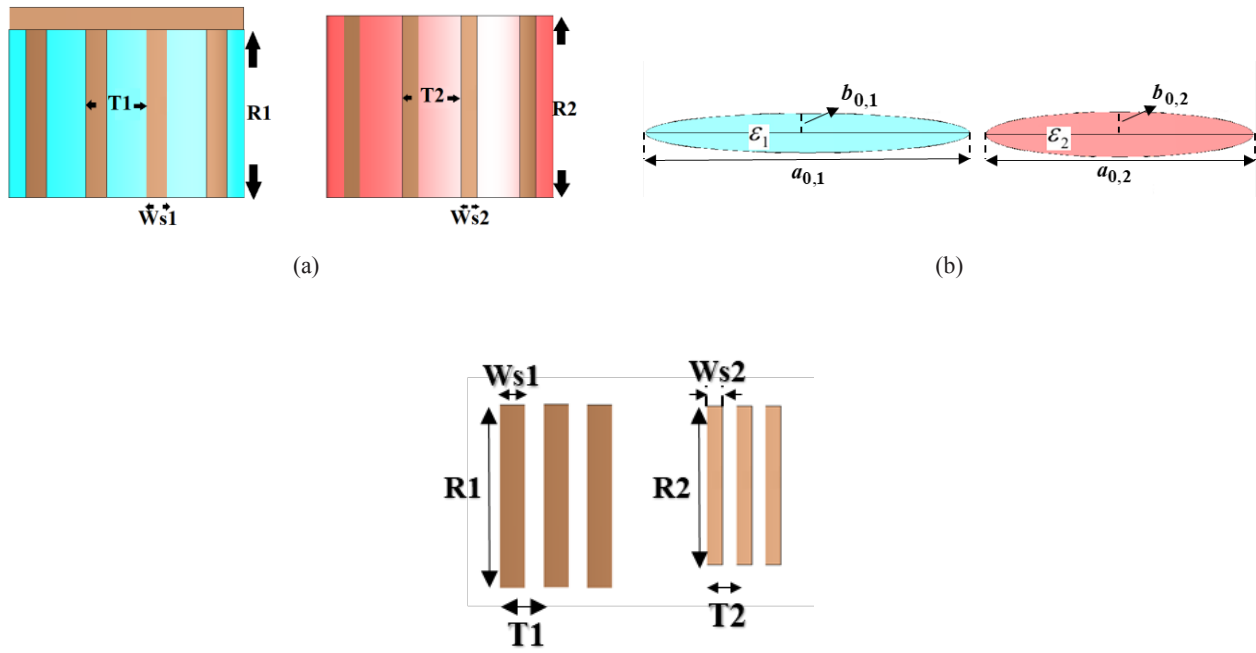 T1
R1
Ws1
T2
R2
Ws2
(a)
b0,1
ε1
a0,1
b0,2
ε2
a0,2
(b)
Ws1
R1
T1
Ws2
R2
T2